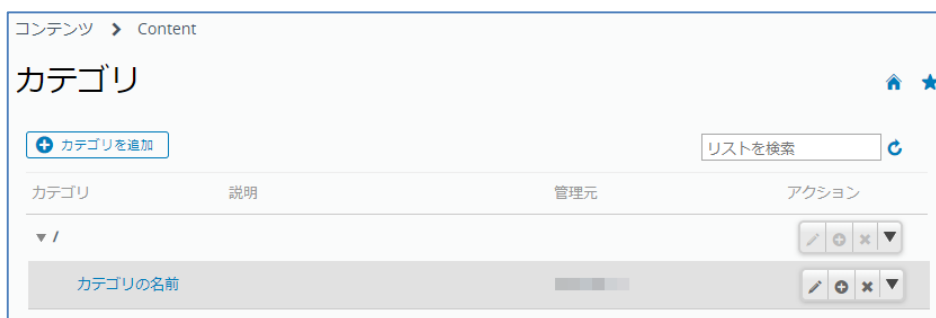 コンテンツ > Content
カテゴリ
カテゴリを追加
リストを検索
カテゴリ 説明 管理元 アクション
/
カテゴリの名前